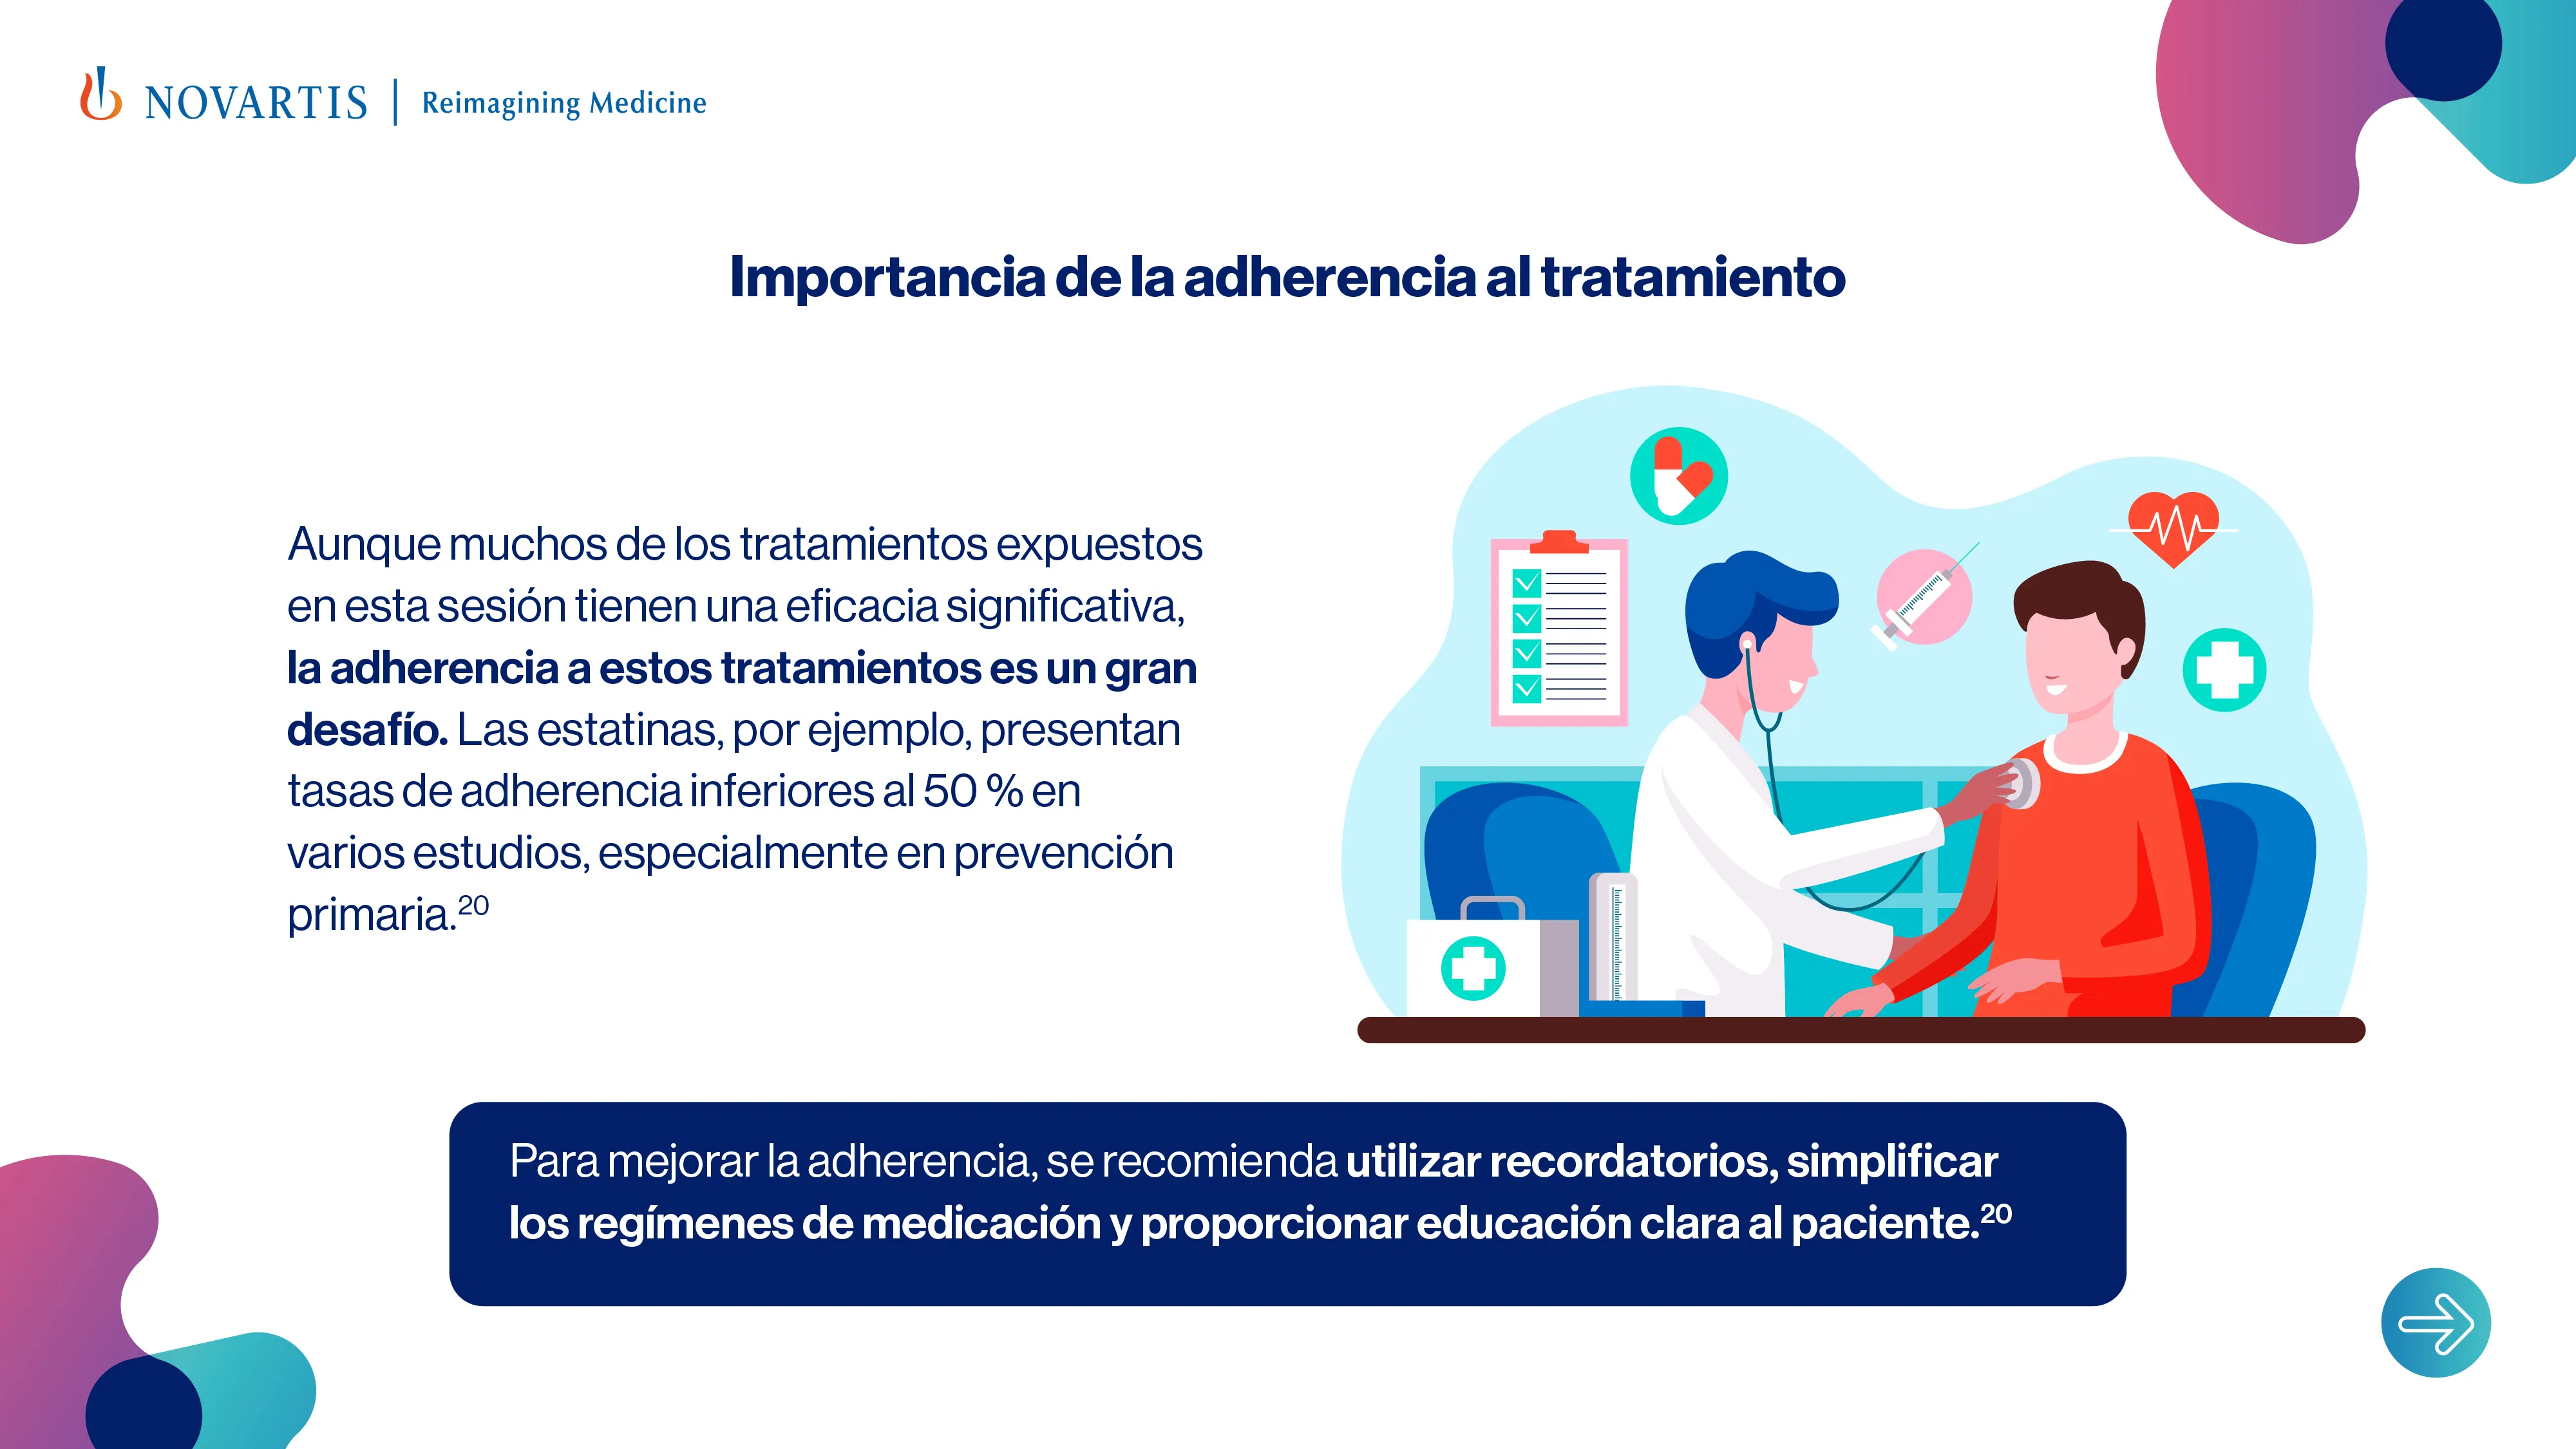 NOVARTIS | Reimagining Medicine
Importancia de la adherencia al tratamiento
Aunque muchos de los tratamientos expuestos
en esta sesión tienen una eficacia significativa,
la adherencia a estos tratamientos es un gran
desafío. Las estatinas, por ejemplo, presentan
tasas de adherencia inferiores al 50 % en
varios estudios, especialmente en prevención
primaria.20
Para mejorar la adherencia, se recomienda utilizar recordatorios, simplificar
los regímenes de medicación y proporcionar educación clara al paciente.20